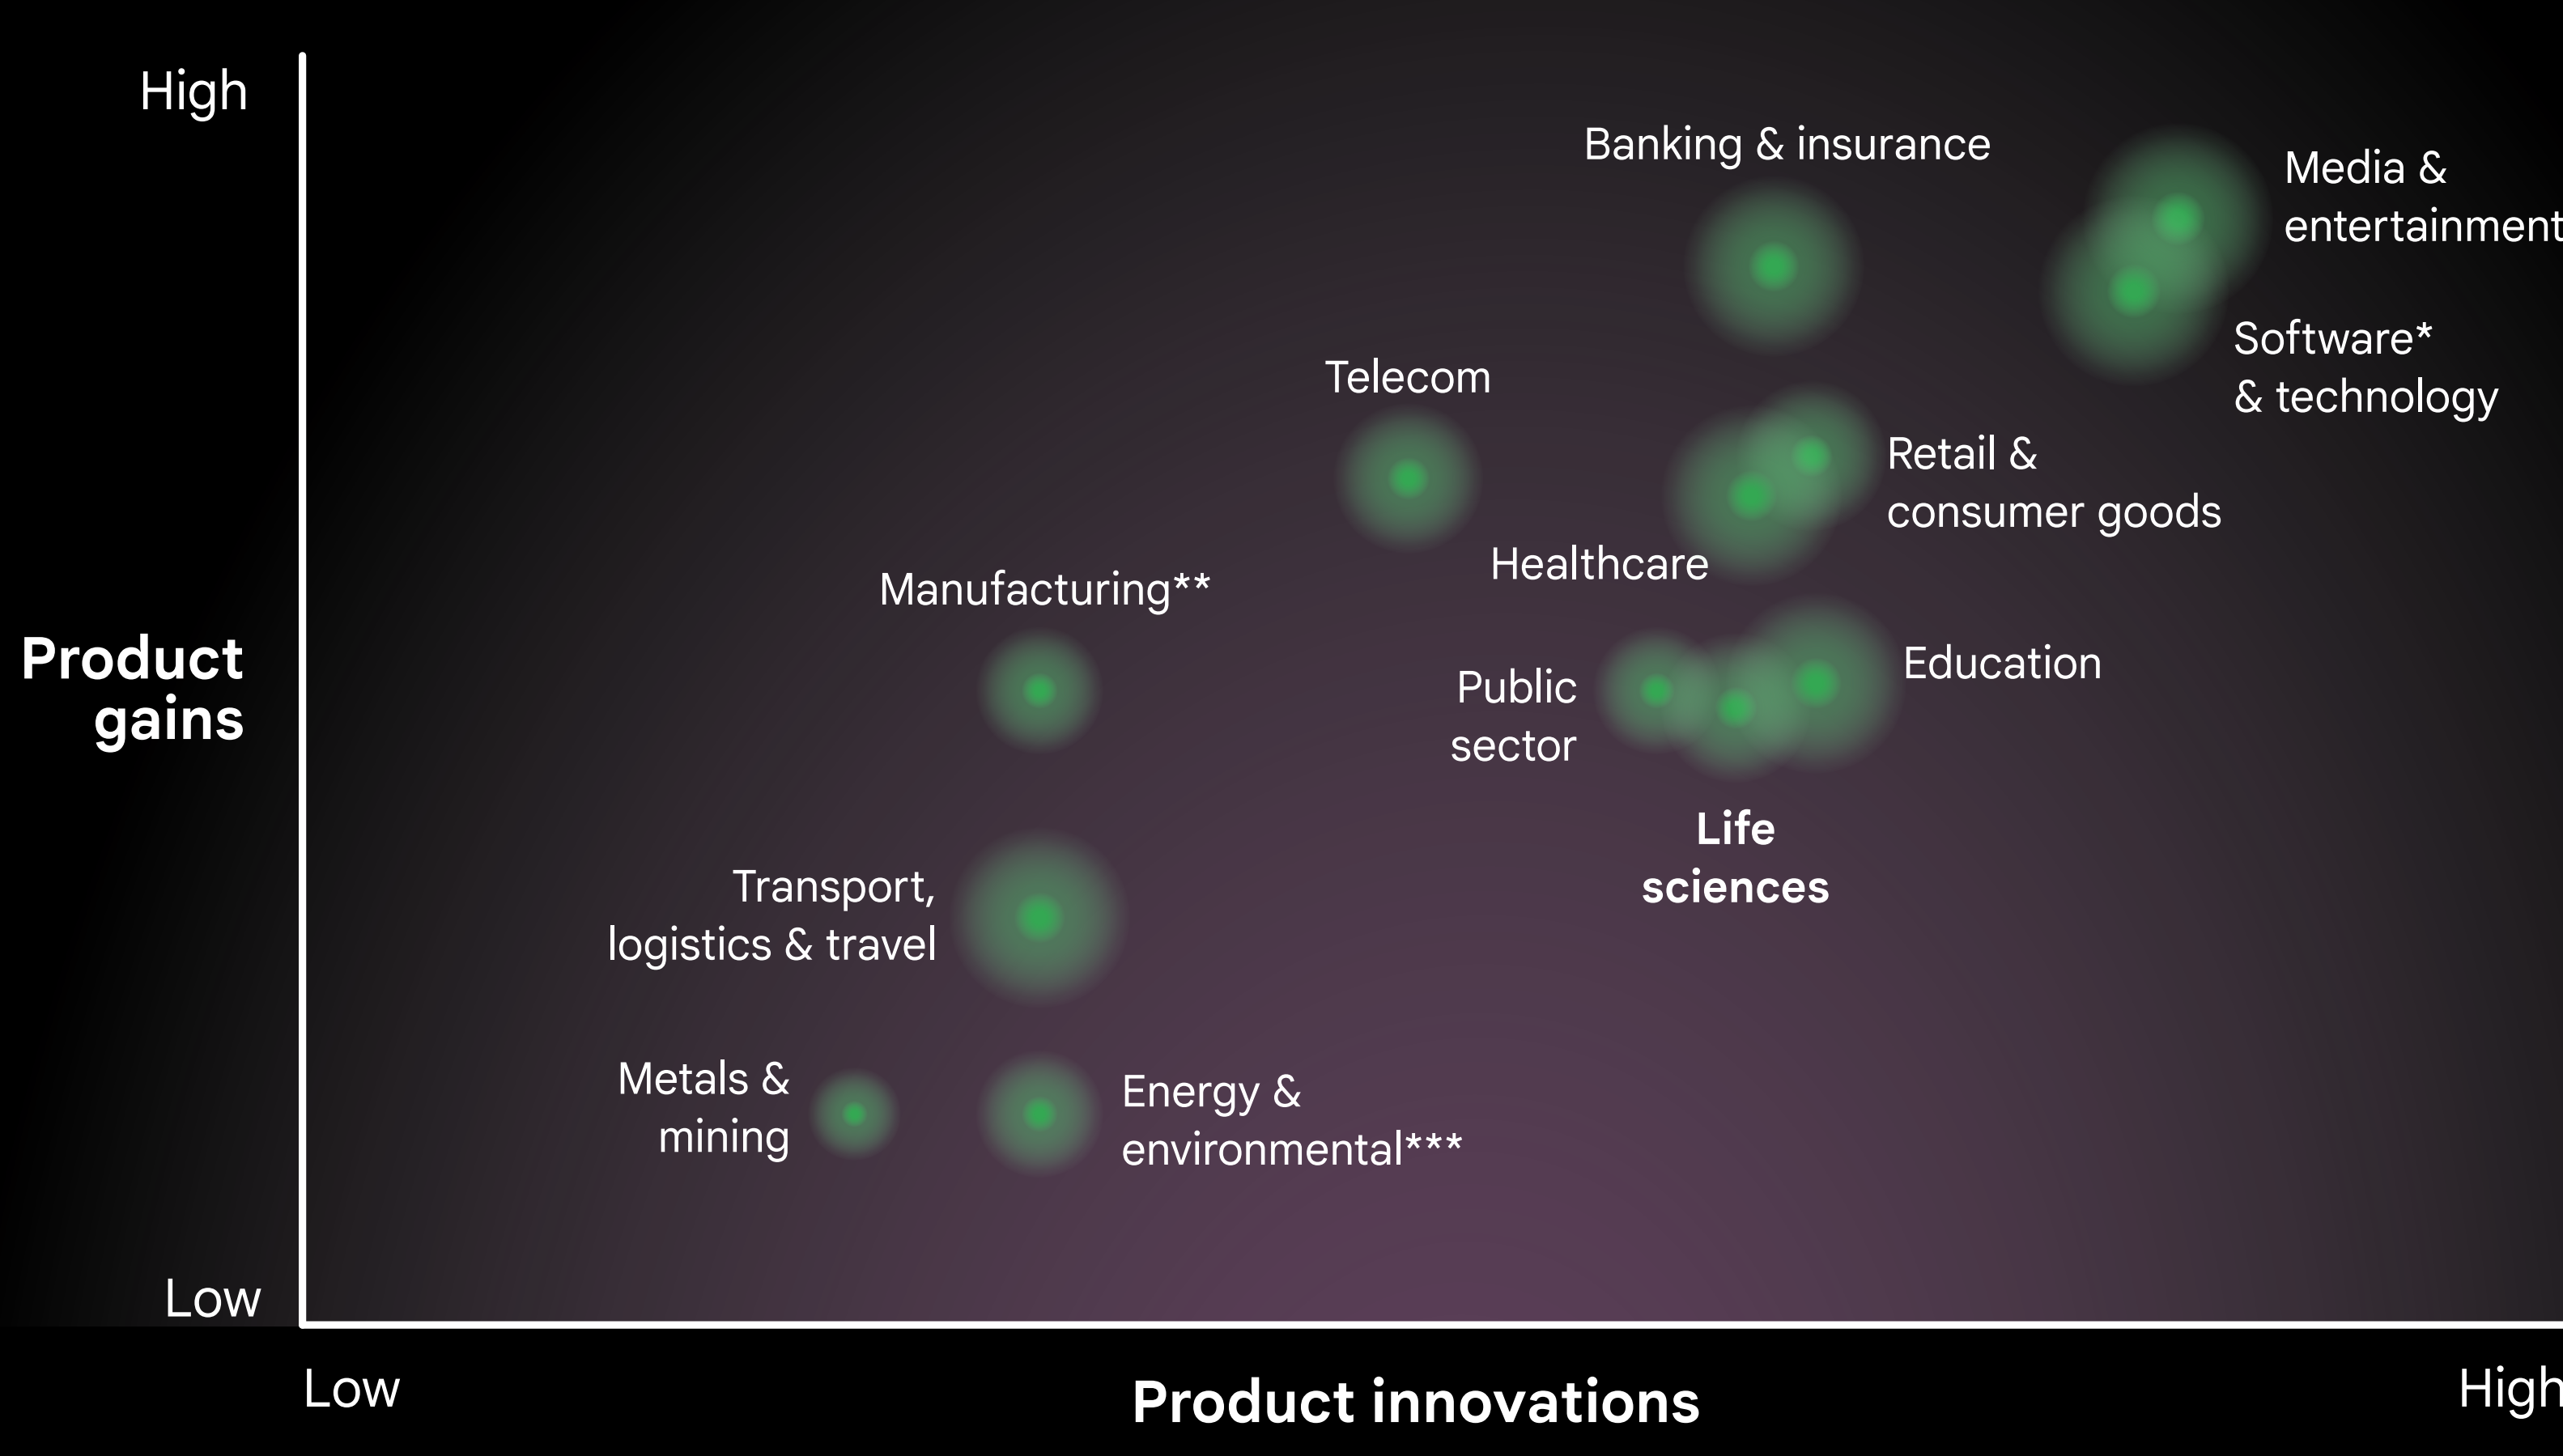 High
Banking & insurance
Media &
entertainment
Software*
& technology
Telecom
Retail &
consumer goods
Healthcare
Manufacturing**
Product
gains
Public
sector
Education
Life
sciences
Transport,
logistics & travel
Metals &
mining
Energy &
environmental***
Low
Low
Product innovations
High